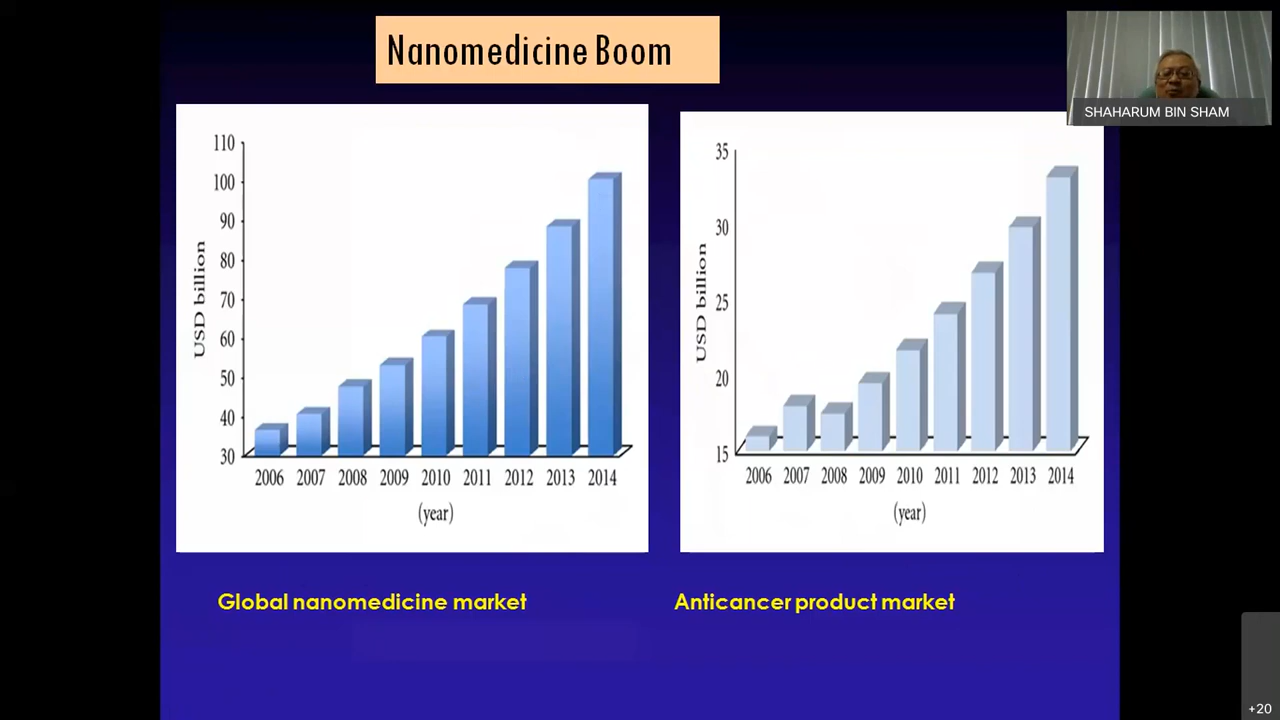 Nanomedicine Boom
SHAHARUM BIN SHAM
110
100
90
80
70
60
50
40
30
USD billion
2006 2007 2008 2009 2010 2011 2012 2013 2014
(year)
35
30
25
20
15
USD billion
2006 2007 2008 2009 2010 2011 2012 2013 2014
(year)
Global nanomedicine market
Anticancer product market
+20